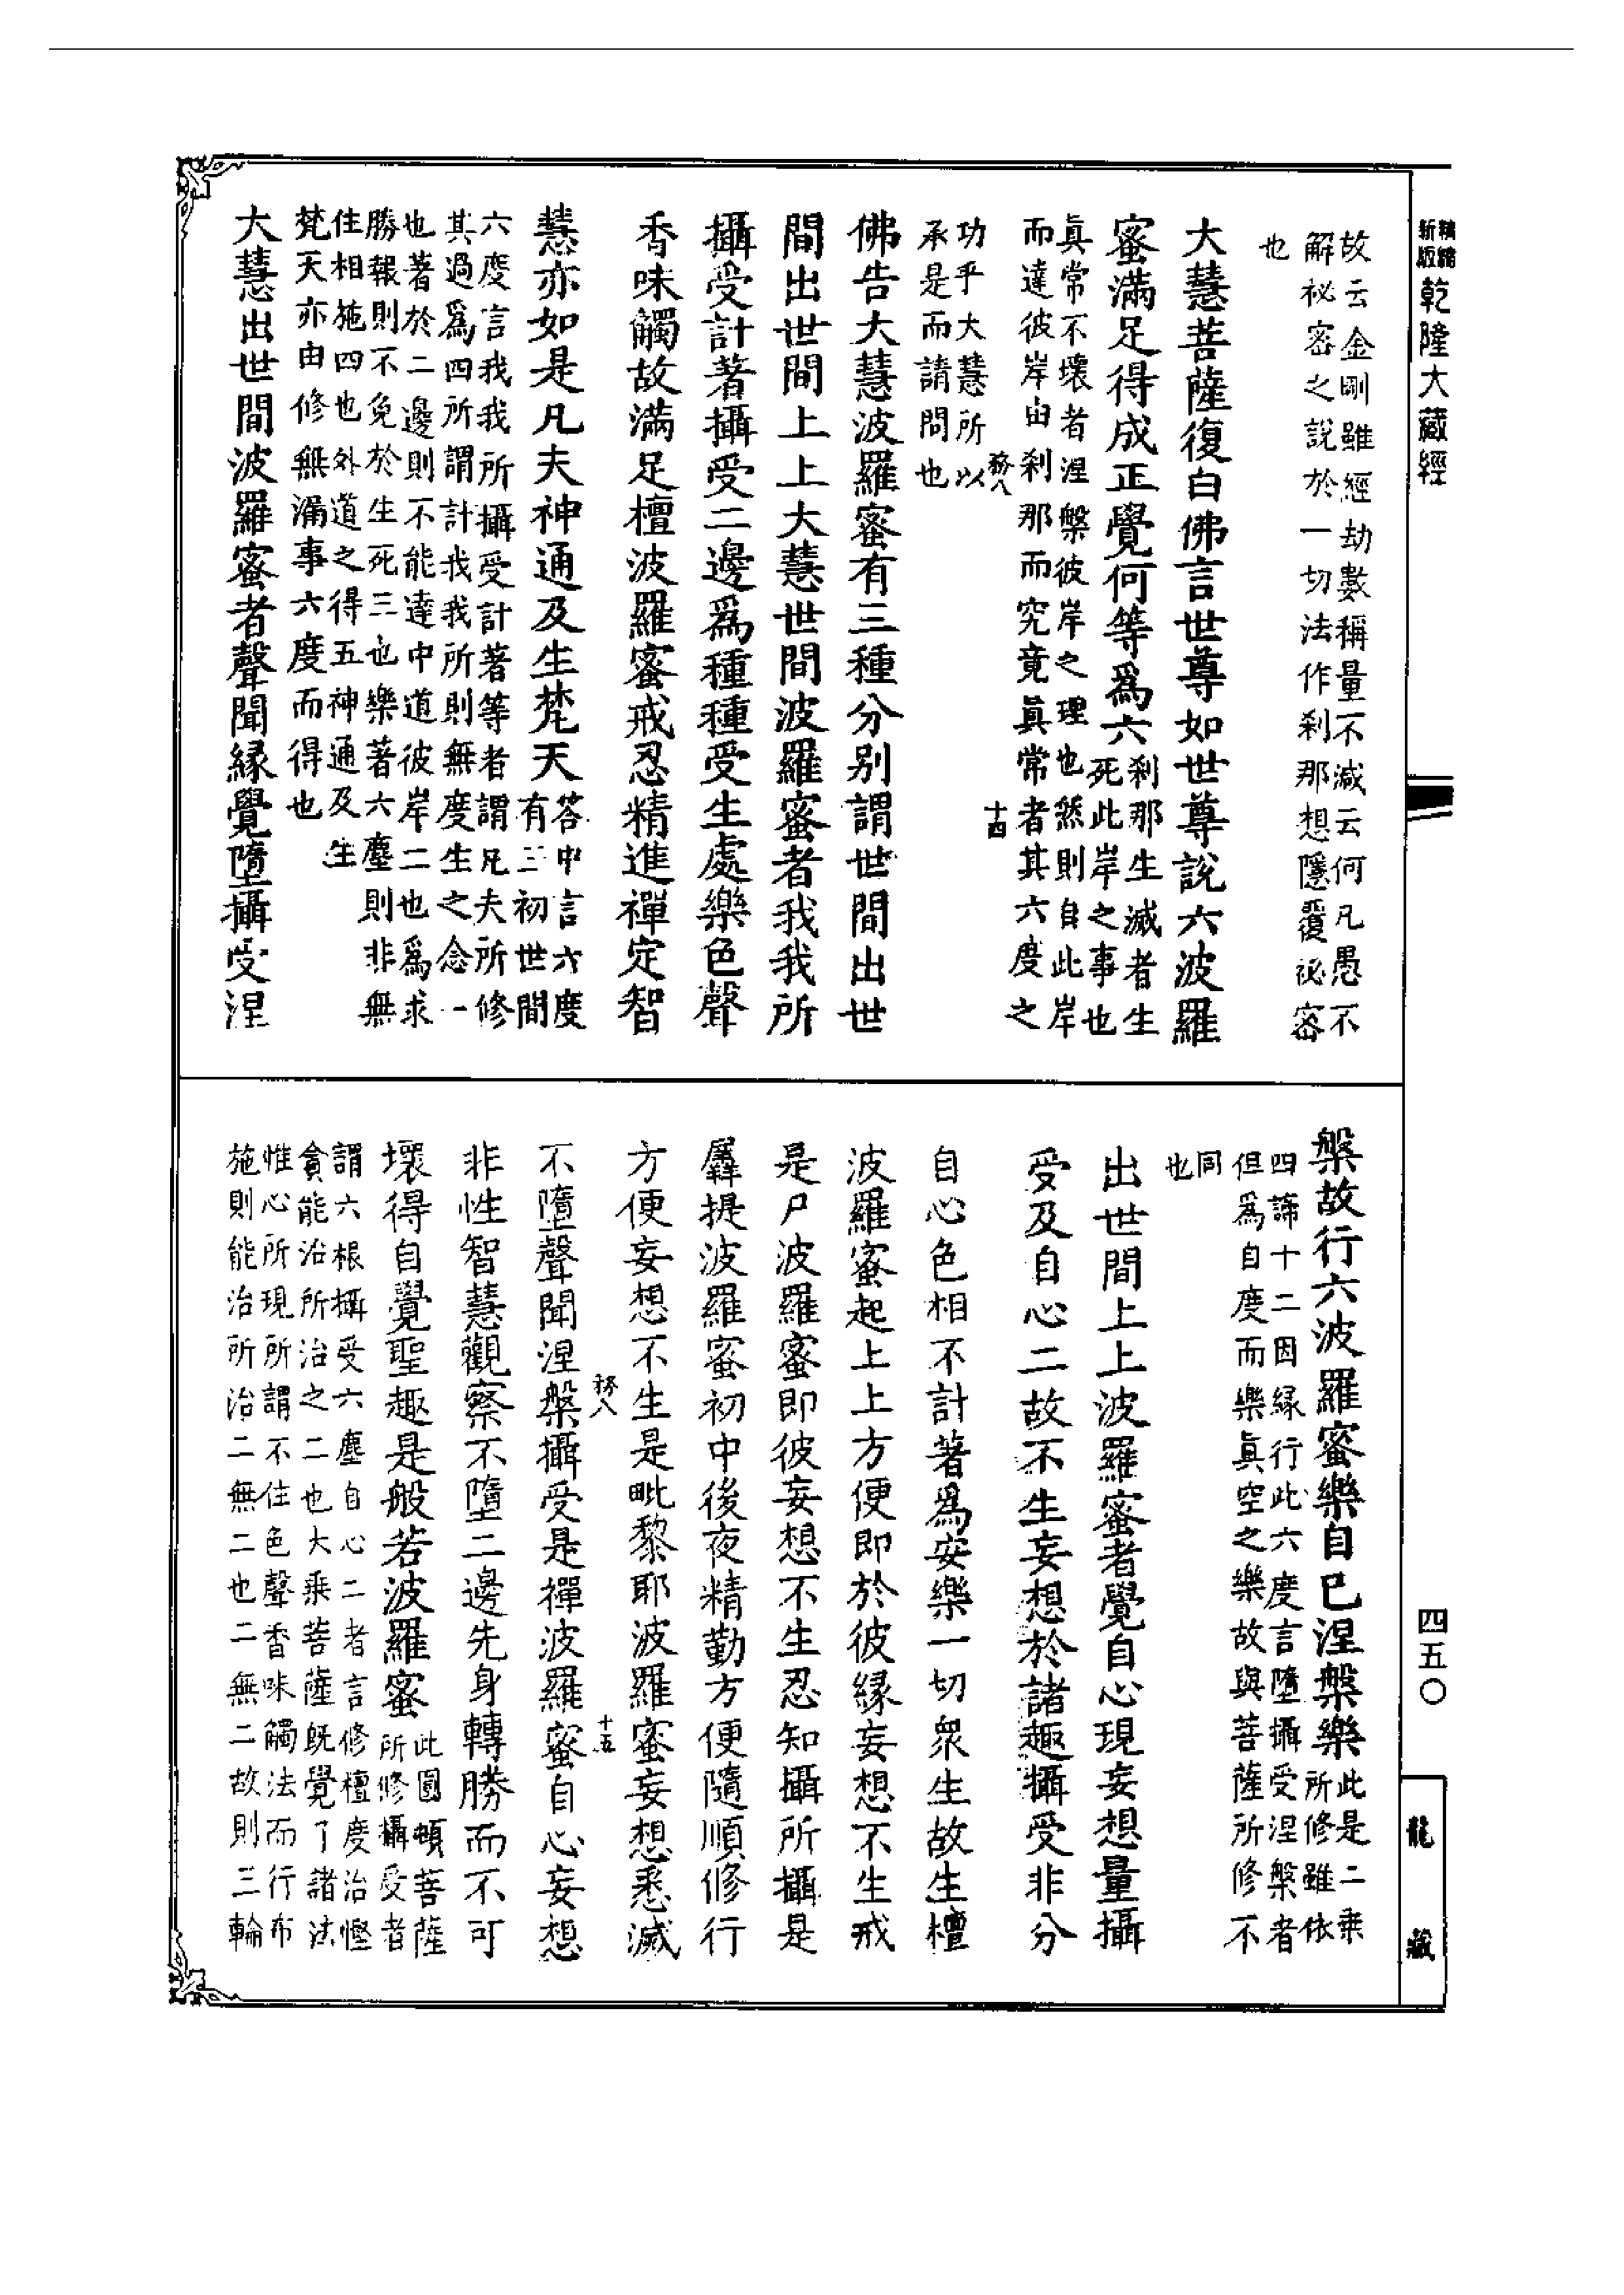 精縮
新版
乾隆大藏經
四五〇
龍藏
故云金剛雖經劫數稱量不減云何凡愚不
解祕密之說於一切法作剎那想隱覆祕密
也
大慧菩薩復白佛言世尊如世尊說六波羅
蜜滿足得成正覺何等爲六
剎那生滅者生
死此岸之事也
眞常不壞者涅槃彼岸之理也然則自此岸
而達彼岸由剎那而究竟眞常者其六度之
務八
十四
功乎大慧所以
承是而請問也
佛告大慧波羅蜜有三種分別謂世間出世
間出世間上上大慧世間波羅蜜者我我所
攝受計著攝受二邊爲種種受生處樂色聲
香味觸故滿足檀波羅蜜戒忍精進禪定智
慧亦如是凡夫神通及生梵天
荅中言六度
有三初世間
六度言我我所攝受計著等者謂凡夫所修
其過爲四所謂計我我所則無度生之念一
也著於二邊則不能達中道彼岸二也爲求
勝報則不免於生死三也樂著六塵則非無
住相施四也外道之得五神通及生
梵天亦由修無漏事六度而得也
大慧出世間波羅蜜者聲聞緣覺墮攝受涅
槃故行六波羅蜜樂自已涅槃樂
此是二乘
所修雖依
四諦十二因緣行此六度言墮攝受涅槃者
但爲自度而樂眞空之樂故與菩薩所修不
同
也
出世間上上波羅蜜者覺自心現妄想量攝
受及自心二故不生妄想於諸趣攝受非分
自心色相不計著爲安樂一切衆生故生檀
波羅蜜起上上方便即於彼緣妄想不生戒
是尸波羅蜜即彼妄想不生忍知攝所攝是
羼提波羅蜜初中後夜精勤方便隨順修行
方便妄想不生是毗黎耶波羅蜜妄想悉滅
務八
十五
不墮聲聞涅槃攝受是禪波羅蜜自心妄想
非性智慧觀察不墮二邊先身轉勝而不可
壞得自覺聖趣是般若波羅蜜
此圓頓菩薩
所修攝受者
謂六根攝受六塵自心二者言修檀度治慳
貪能治所治之二也大乘菩薩旣覺了諸法
惟心所現所謂不住色聲香味觸法而行布
施則能治所治二無二也二無二故則三輪